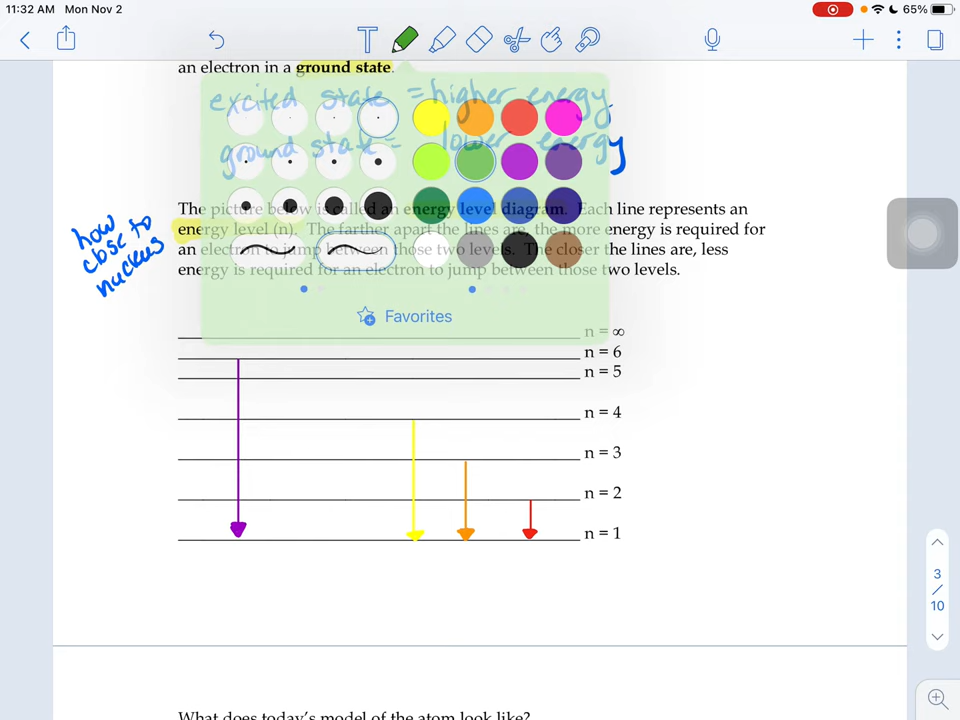 11:32 AM Mon Nov 2
65%
an electron in a ground state.
excited state = higher energy
ground state = lower energy
The picture below is called an energy level diagram. Each line represents an
energy level (n). The farther apart the lines are, the more energy is required for
an electron to jump between those two levels. The closer the lines are, less
energy is required for an electron to jump between those two levels.
how
close to
nucleus
Favorites
n = ∞
n = 6
n = 5
n = 4
n = 3
n = 2
n = 1
3
/
10
What does today's model of the atom look like?